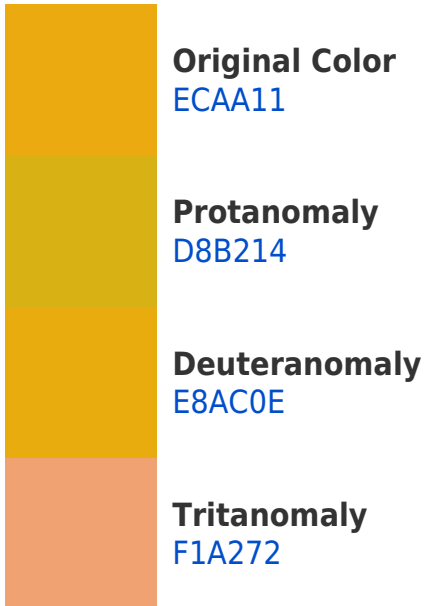 Original Color
ECAA11
Protanomaly
D8B214
Deuteranomaly
E8AC0E
Tritanomaly
F1A272